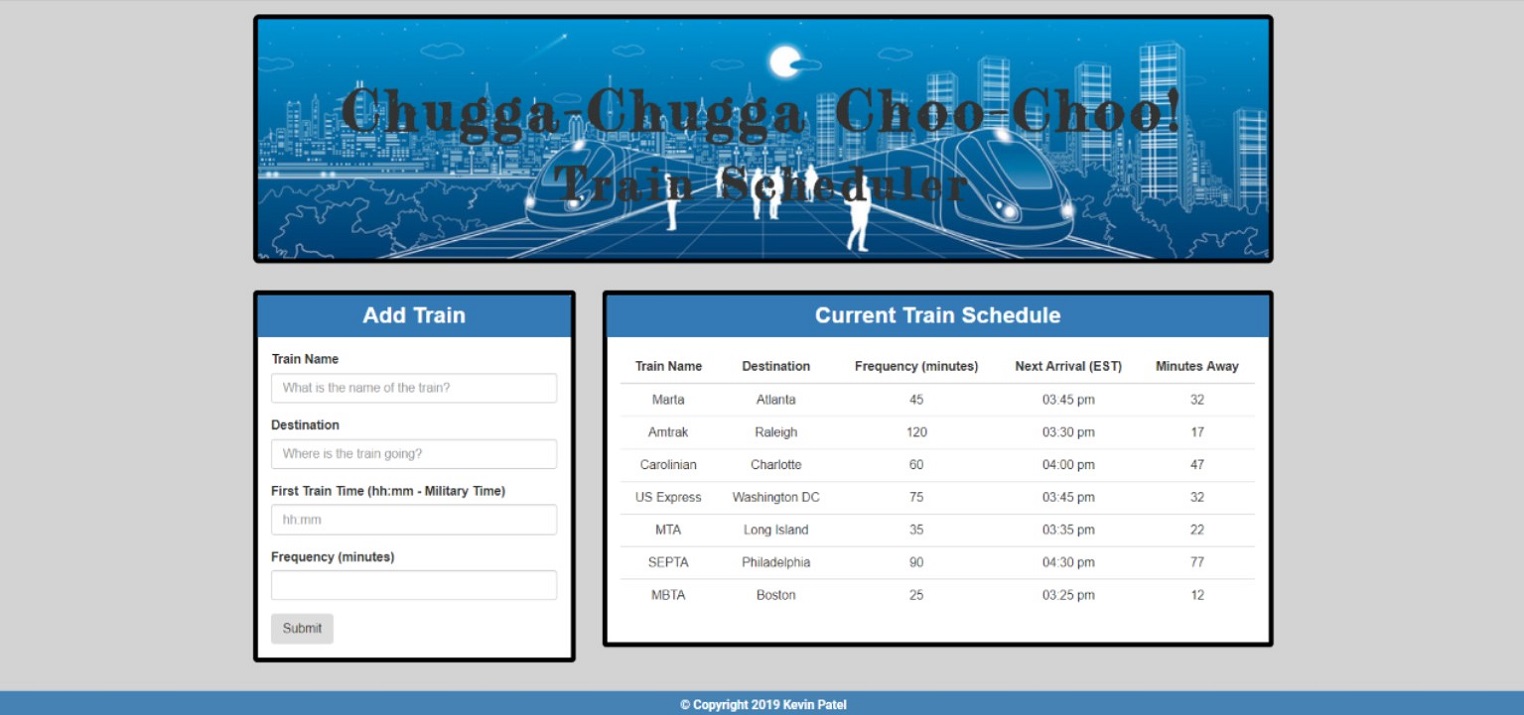 Chugga-Chugga Choo-Choo!
Train Scheduler
Add Train
Train Name
What is the name of the train?
Destination
Where is the train going?
First Train Time (hh:mm - Military Time)
hh:mm
Frequency (minutes)
Submit
Current Train Schedule
Train Name Destination Frequency (minutes) Next Arrival (EST) Minutes Away
Marta Atlanta 45 03:45 pm 32
Amtrak Raleigh 120 03:30 pm 17
Carolinian Charlotte 60 04:00 pm 47
US Express Washington DC 75 03:45 pm 32
MTA Long Island 35 03:35 pm 22
SEPTA Philadelphia 90 04:30 pm 77
MBTA Boston 25 03:25 pm 12
© Copyright 2019 Kevin Patel